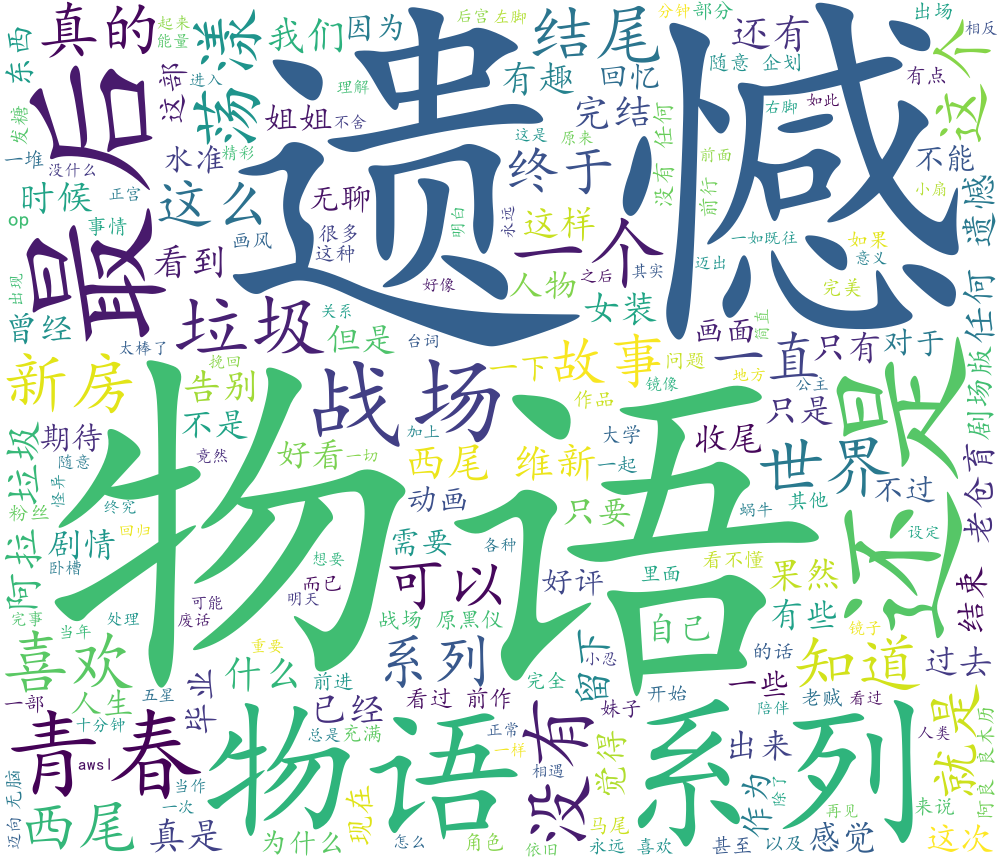 遗憾
物语
最后
还是
物语系列
战场
青春
没有
垃圾
荡漾
新房
故事
结尾
可以
世界
喜欢
知道
西尾
西尾 维新
系列
真的
这么
终于
一个
一直
这个
就是
东西
发糖
一堆
没什么
时候
正宫
事情
op
出现
曾经
太棒了
这部
进入
起来
能量
水准
精彩
画风
看到
我们
因为
姐姐
不舍
理解
无聊
很多
这种
关系
但是
台词
好像
后宫
左脚
有趣
回忆
完结
这是
原来
这样
明白
永远
人物
之后
其实
女装
分钟
部分
还有
随意 企划
没有 任何
前面
前行
右脚
如此
迈出
一如既往
如果
意义
完美
简直
画面
出场
相反
有点
不能
小扇
遗憾
只有
对于
任何
剧场版
挽回
告别
不是
期待
随意
怪异
竟然
终究
好看
一切
加上
一下
镜像
作品
问题
地方
公主
只是
收尾
大学
一起
动画
只要
蜗牛
其他
不过
老仓育
设定
阿拉
垃圾
粉丝
剧情
卧槽
回归
完事
当年
处理
可能
废话
而已
明天
想要
需要
各种
战场 原黑仪
好评
里面
看不懂
果然
有些
镜子
自己
结束
过去
一部
人生
五星
十分钟
毕业
什么
重要
前进
已经
看过 前作
总是
充满
完全
留下
小忍
妹子
开始
一些
的话
陪伴
老贼
看过
人类
阿良 良木历
awsl
迈向 无脑
当作
一次
真是
为什么
现在
怎么
角色
正常
一样
相遇
依旧
觉得
马尾
永远 喜欢
出来
作为
除了
再见
甚至
以及
感觉
来说
这次